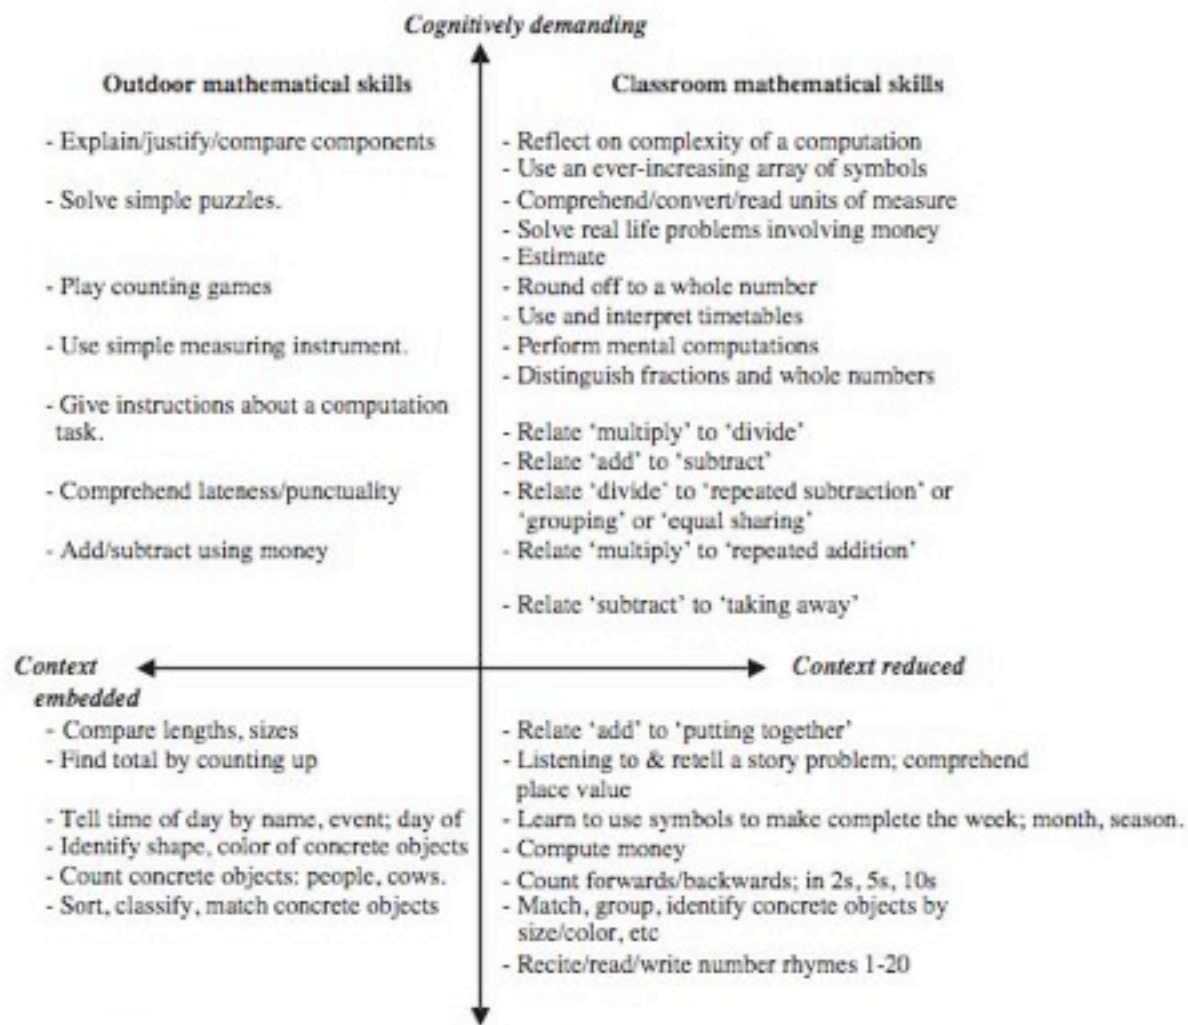 Cognitively demanding
Outdoor mathematical skills
- Explain/justify/compare components
- Solve simple puzzles.
- Play counting games
- Use simple measuring instrument.
- Give instructions about a computation
task.
- Comprehend lateness/punctuality
- Add/subtract using money
Classroom mathematical skills
- Reflect on complexity of a computation
- Use an ever-increasing array of symbols
- Comprehend/convert/read units of measure
- Solve real life problems involving money
- Estimate
- Round off to a whole number
- Use and interpret timetables
- Perform mental computations
- Distinguish fractions and whole numbers
- Relate ‘multiply’ to ‘divide’
- Relate ‘add’ to ‘subtract’
- Relate ‘divide’ to ‘repeated subtraction’ or
‘grouping’ or ‘equal sharing’
- Relate ‘multiply’ to ‘repeated addition’
- Relate ‘subtract’ to ‘taking away’
Context
embedded
Context reduced
- Compare lengths, sizes
- Find total by counting up
- Tell time of day by name, event; day of
- Identify shape, color of concrete objects
- Count concrete objects: people, cows.
- Sort, classify, match concrete objects
- Relate ‘add’ to ‘putting together’
- Listening to & retell a story problem; comprehend
place value
- Learn to use symbols to make complete the week; month, season.
- Compute money
- Count forwards/backwards; in 2s, 5s, 10s
- Match, group, identify concrete objects by
size/color, etc
- Recite/read/write number rhymes 1-20